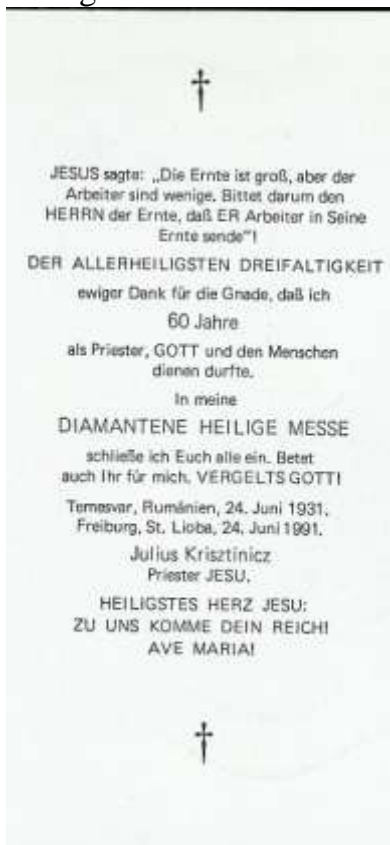 †
JESUS sagte: „Die Ernte ist groß, aber der
Arbeiter sind wenige. Bittet darum den
HERRN der Ernte, daß ER Arbeiter in Seine
Ernte sende"!
DER ALLERHEILIGSTEN DREIFALTIGKEIT
ewiger Dank für die Gnade, daß ich
60 Jahre
als Priester, GOTT und den Menschen
dienen durfte.
In meine
DIAMANTENE HEILIGE MESSE
schließe ich Euch alle ein. Betet
auch Ihr für mich. VERGELTS GOTT!
Temesvar, Rumänien, 24. Juni 1931.
Freiburg, St. Lioba, 24. Juni 1991.
Julius Krisztinicz
Priester JESU.
HEILIGSTES HERZ JESU:
ZU UNS KOMME DEIN REICH!
AVE MARIA!
†